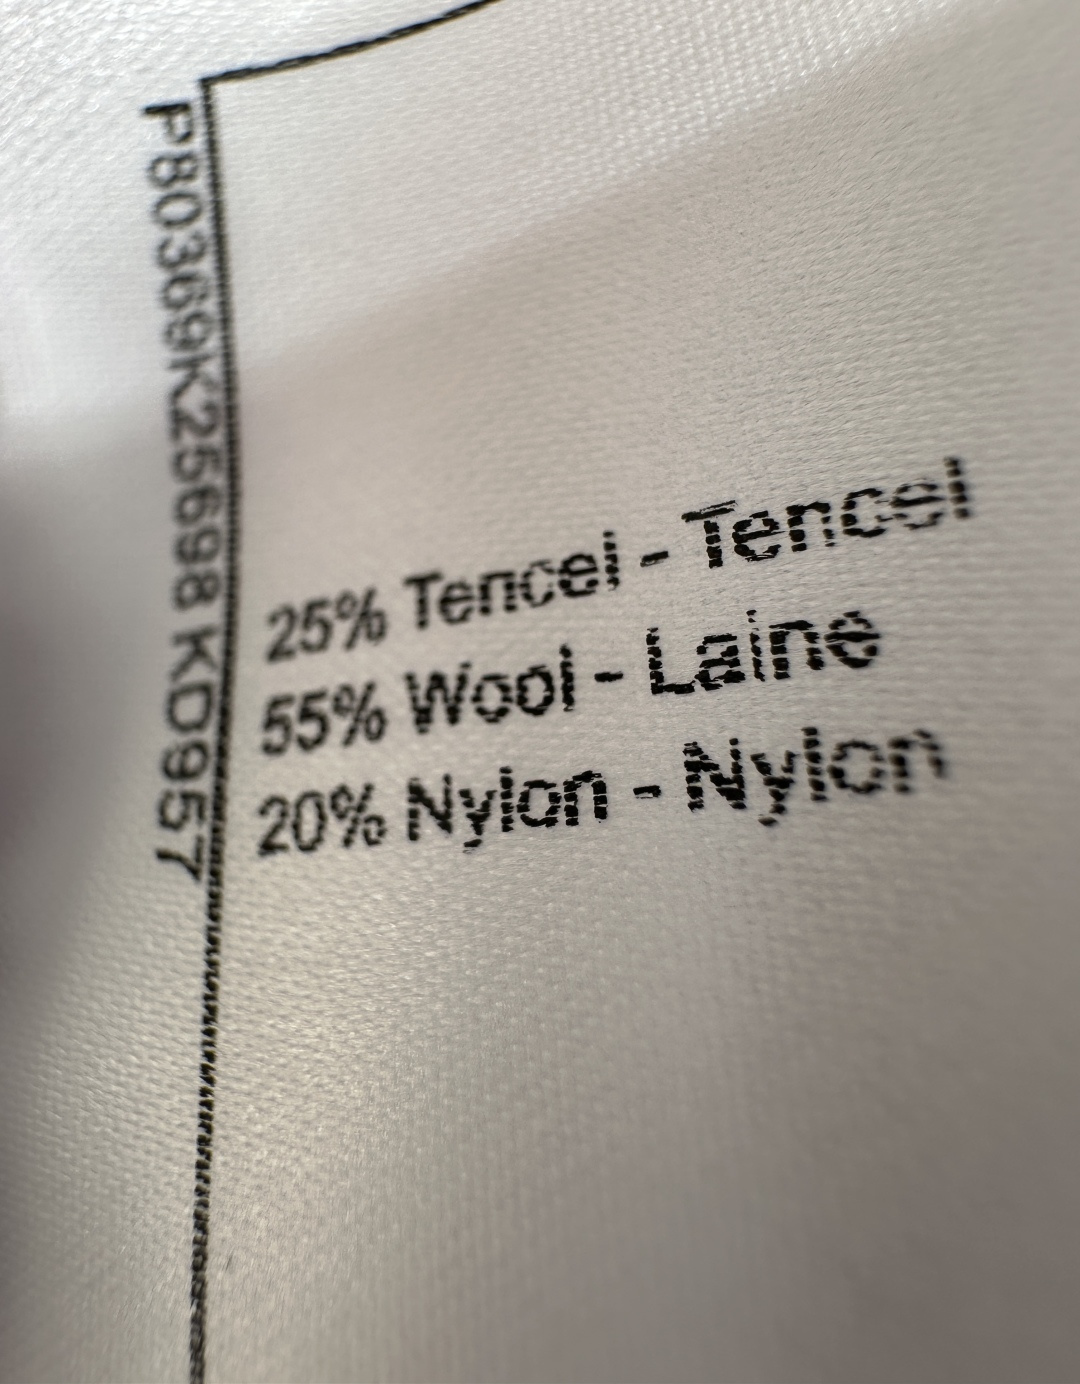 P80369K25698 KD957
25% Tencel - Tencel
55% Wool - Laine
20% Nylon - Nylon